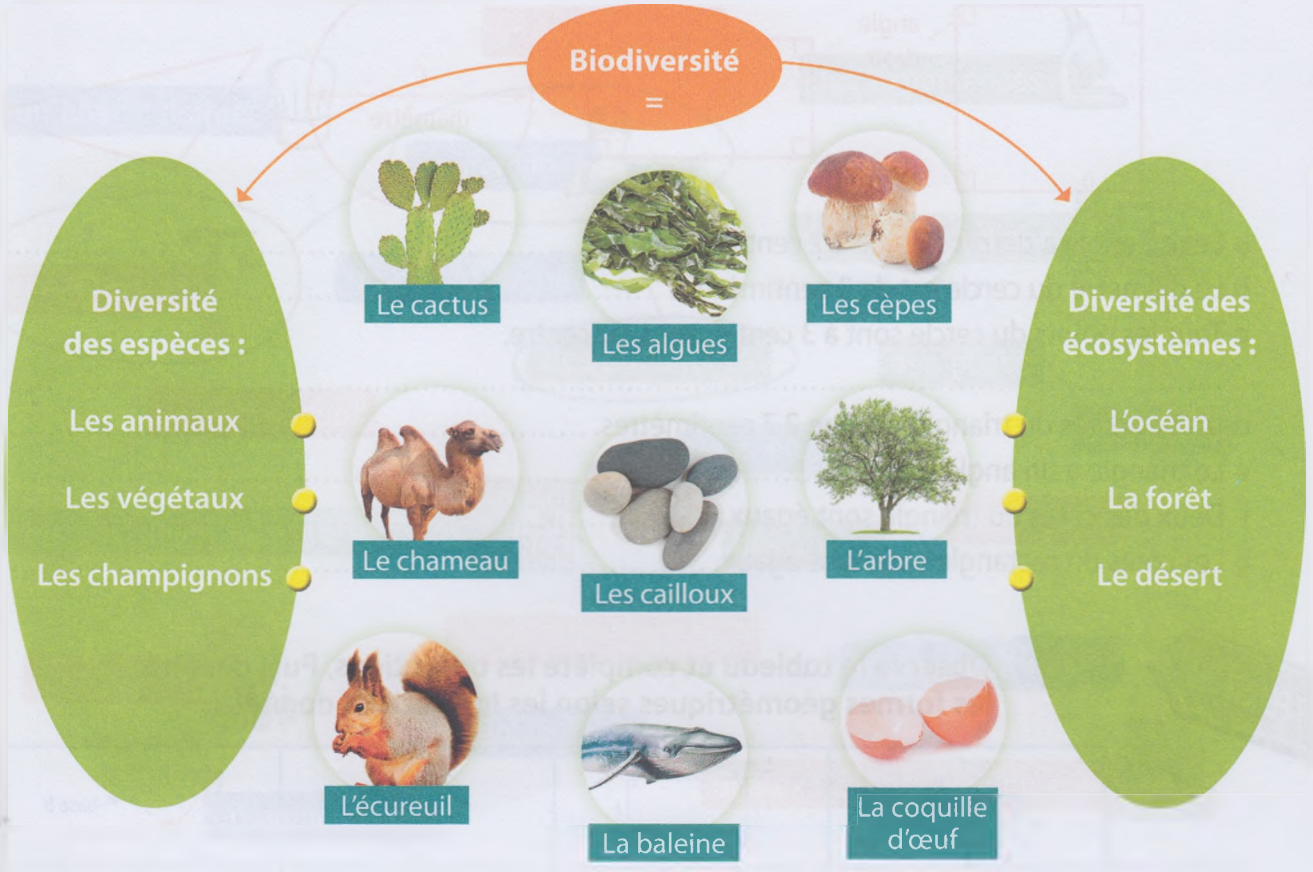 Biodiversité
=
Diversité
des espèces :
Les animaux
Les végétaux
Les champignons
Le cactus
Les algues
Les cèpes
Le chameau
Les cailloux
L'arbre
L'écureuil
La baleine
La coquille
d'œuf
Diversité des
écosystèmes :
L'océan
La forêt
Le désert